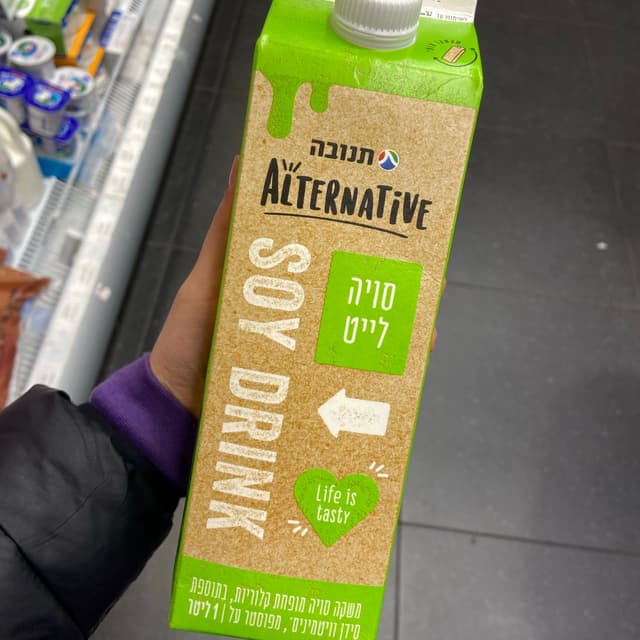 תנובה
ALTERNATIVE
SOY DRINK
סויה
לייט
Life is
tasty
משקה סויה מופחת קלוריות, בתוספת
סידן וויטמינים*, מפוסטר על | 1 ליטר